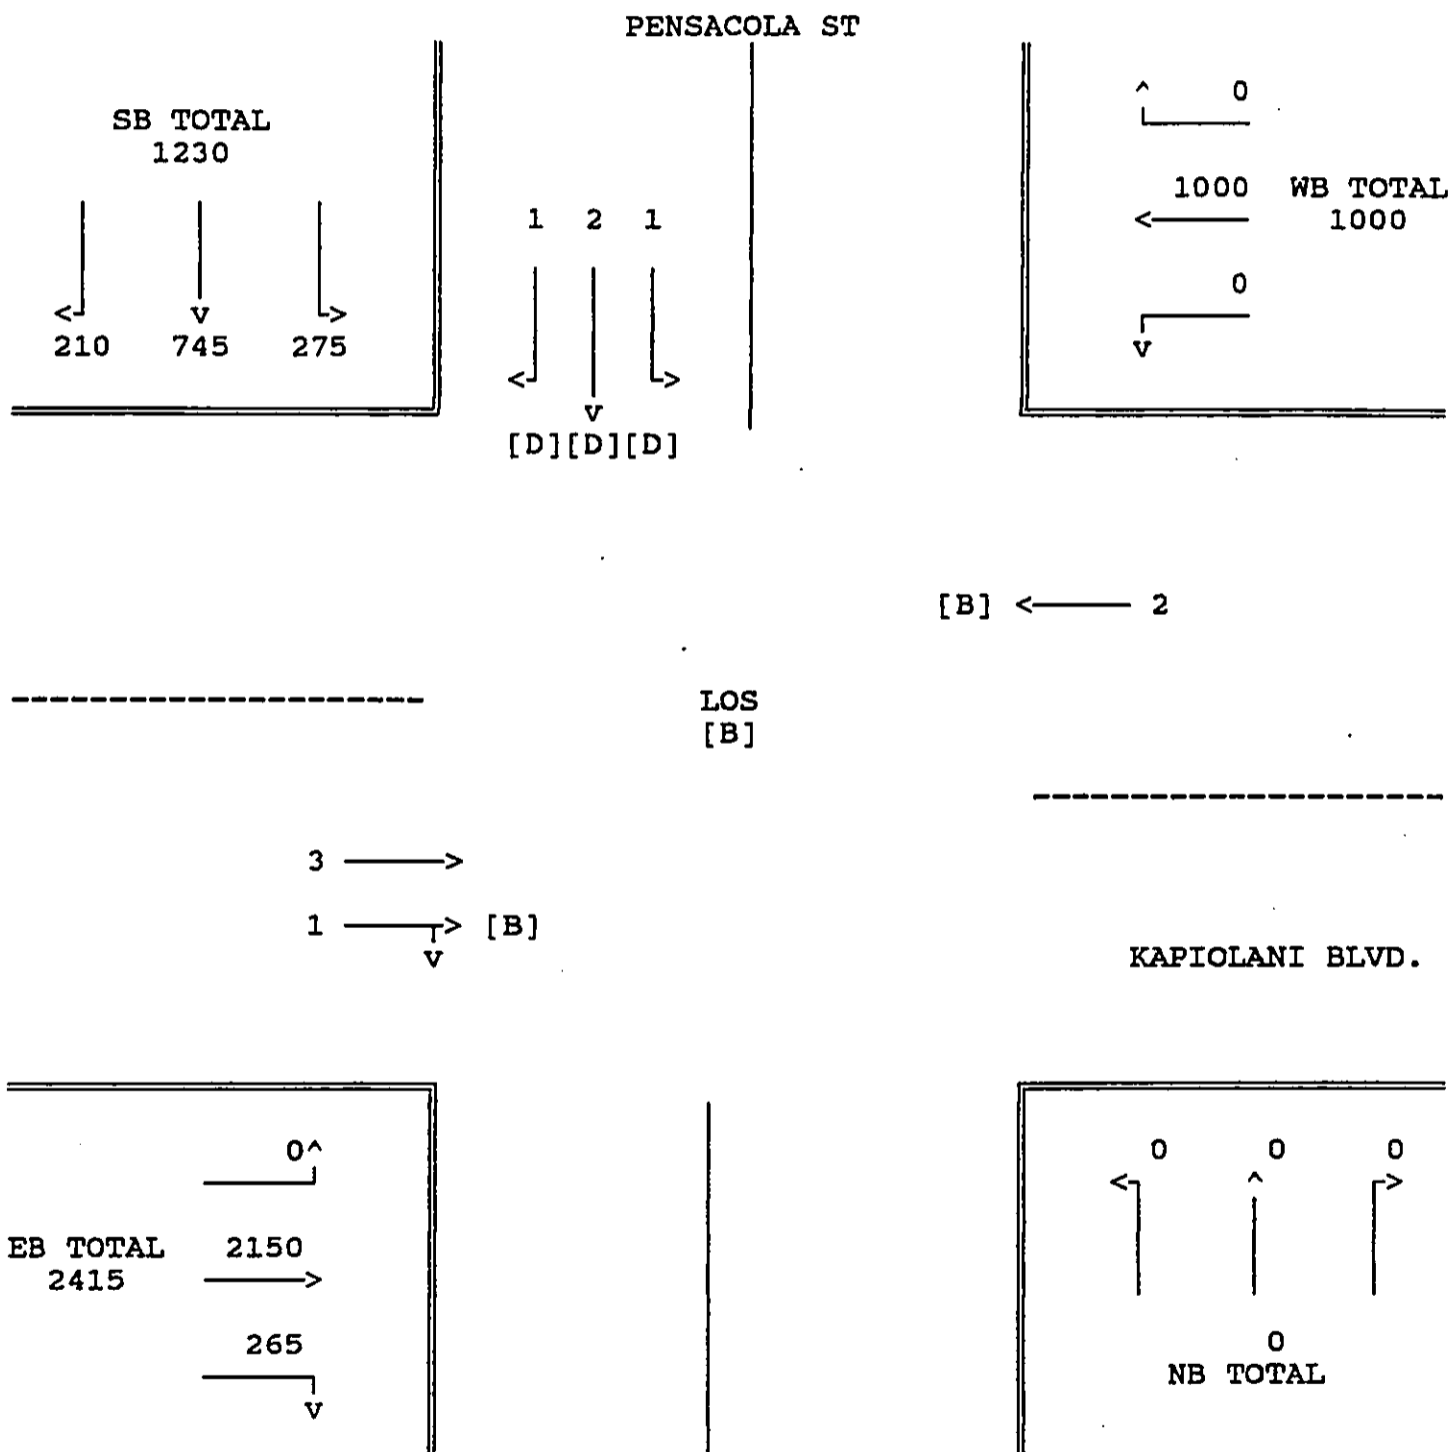 PENSACOLA ST
SB TOTAL
1230
210 745 275
1 2 1
[D][D][D]
0
1000 WB TOTAL
1000
0
[B] 2
LOS
[B]
3
1 [B]
KAPIOLANI BLVD.
0
EB TOTAL 2150
2415
265
0 0 0
0
NB TOTAL